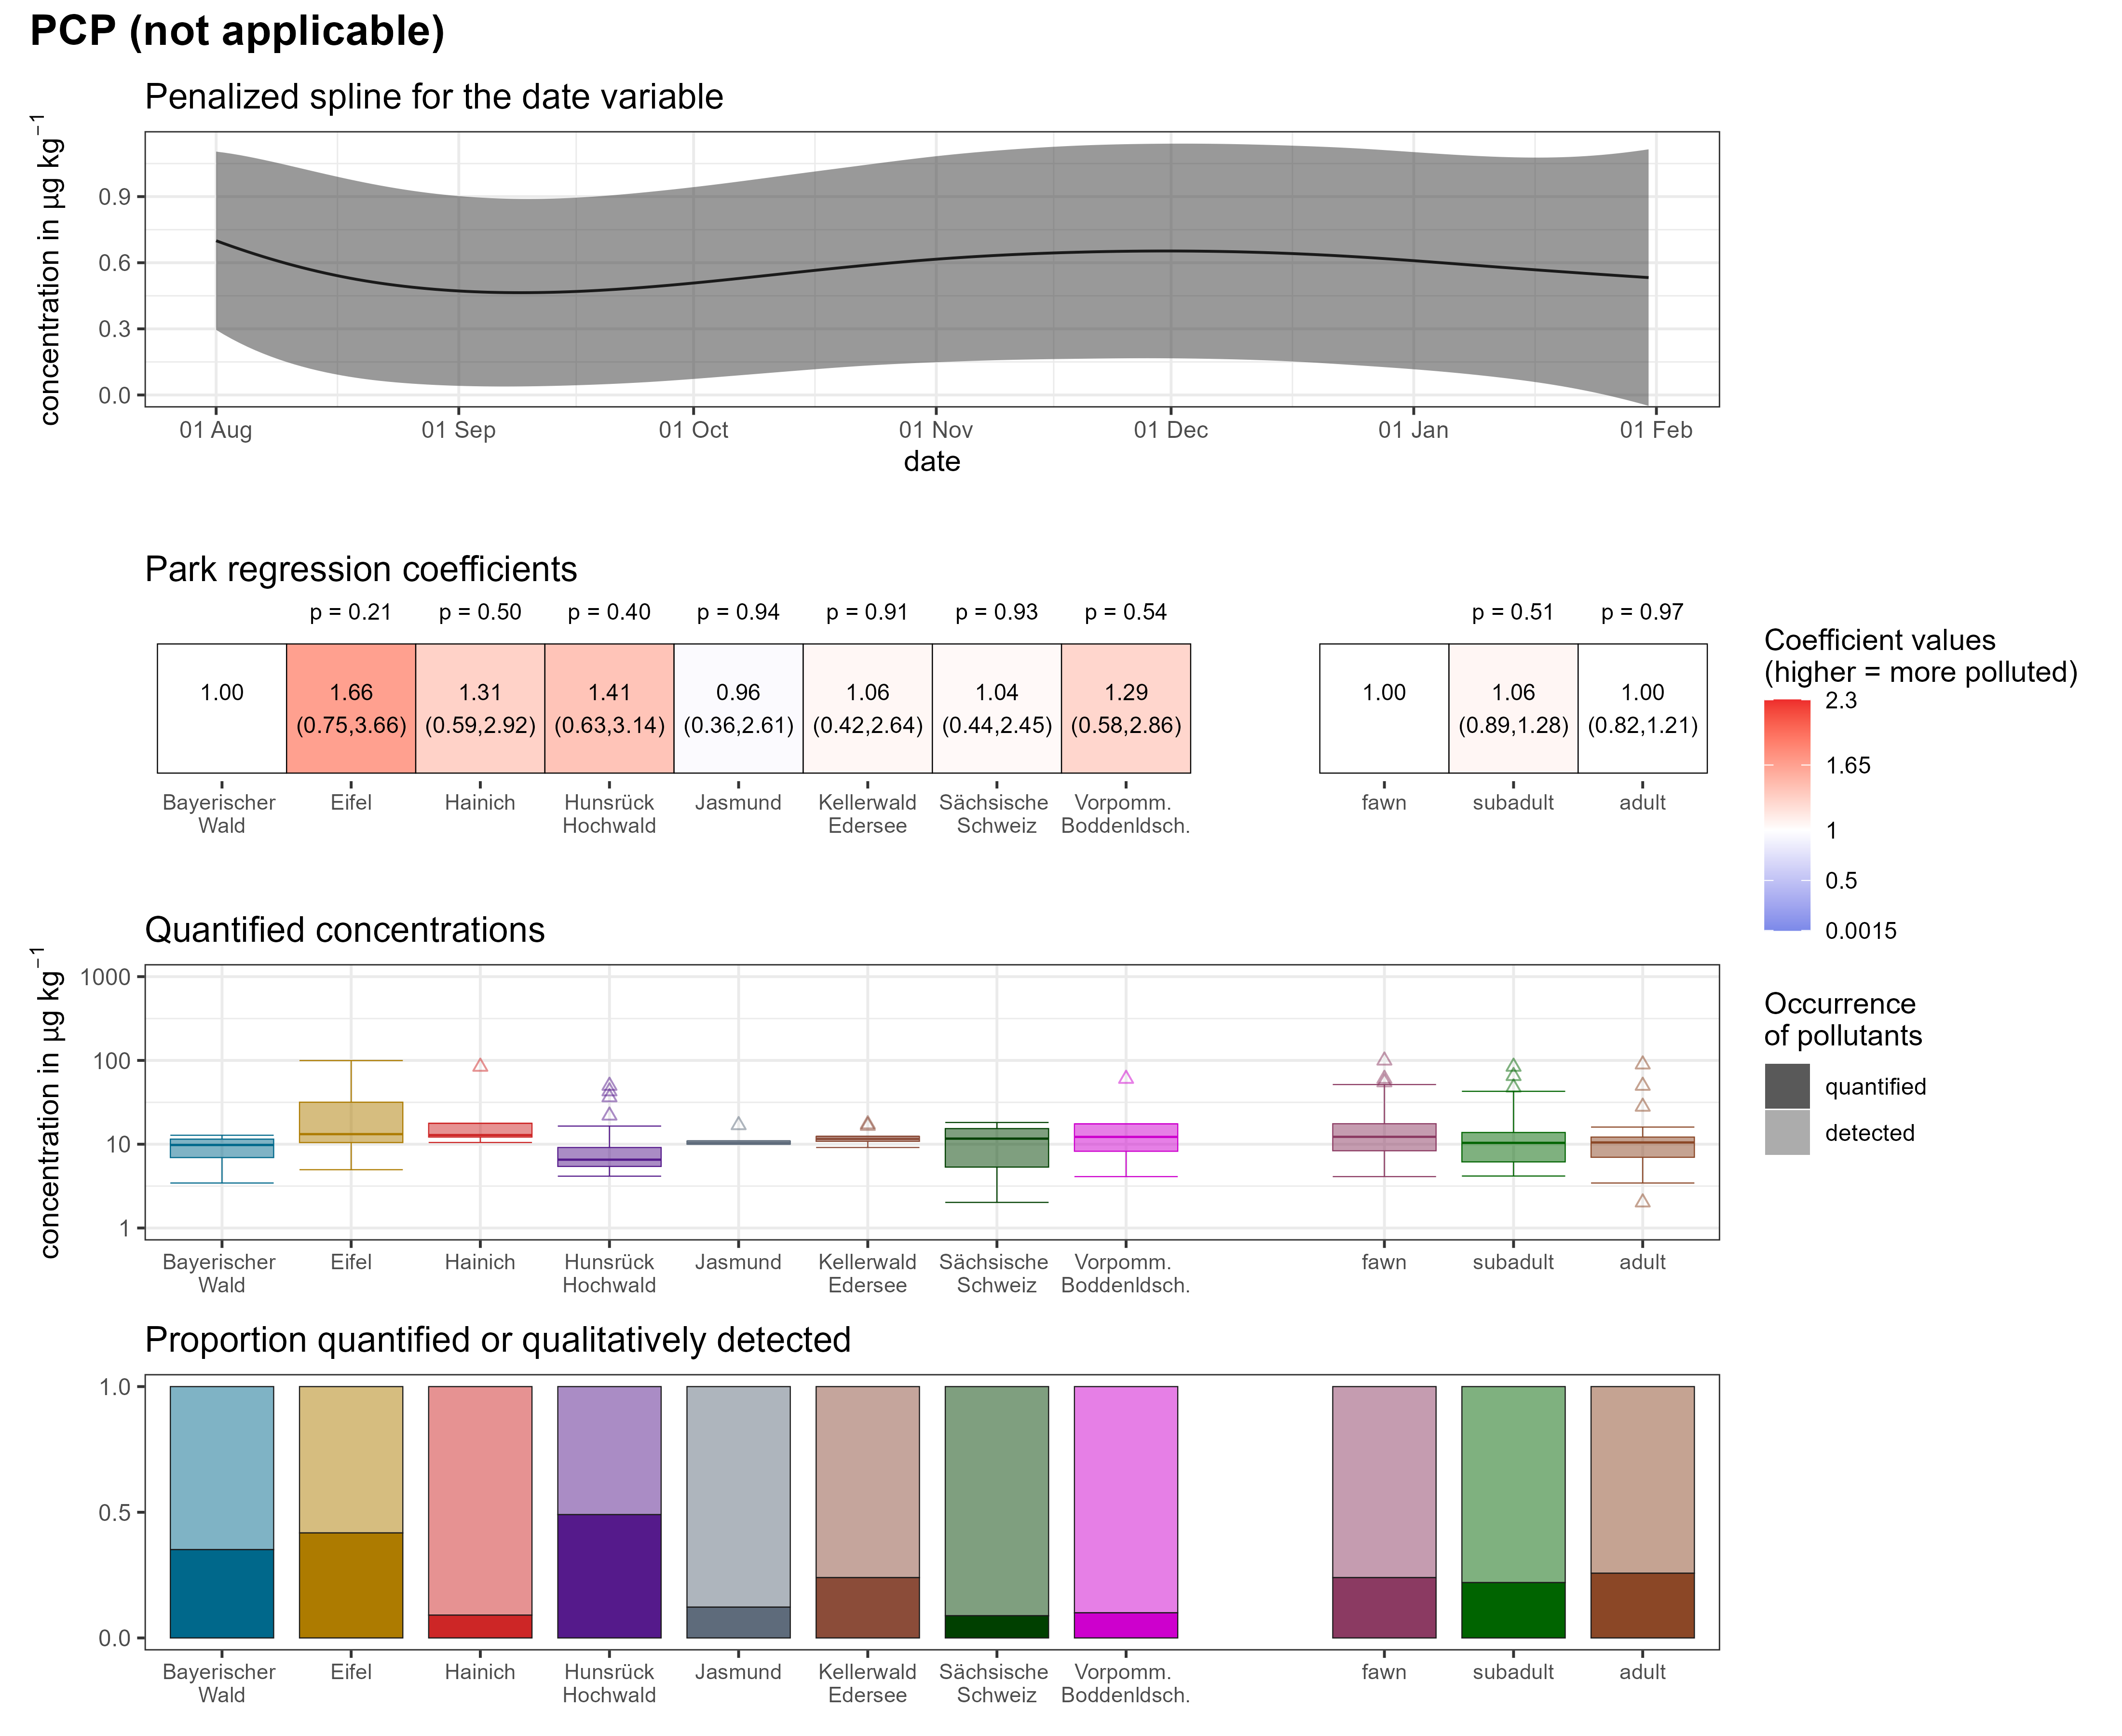 PCP (not applicable)
Penalized spline for the date variable
concentration in µg kg⁻¹
0.9
0.6
0.3
0.0
01 Aug 01 Sep 01 Oct 01 Nov 01 Dec 01 Jan 01 Feb
date
Park regression coefficients
p = 0.21 p = 0.50 p = 0.40 p = 0.94 p = 0.91 p = 0.93 p = 0.54 p = 0.51 p = 0.97
1.00 1.66 1.31 1.41 0.96 1.06 1.04 1.29 1.00 1.06 1.00
(0.75,3.66) (0.59,2.92) (0.63,3.14) (0.36,2.61) (0.42,2.64) (0.44,2.45) (0.58,2.86) (0.89,1.28) (0.82,1.21)
Bayerischer Eifel Hainich Hunsrück Jasmund Kellerwald Sächsische Vorpomm. fawn subadult adult
Wald Hochwald Edersee Schweiz Boddenldsch.
Coefficient values
(higher = more polluted)
2.3
1.65
1
0.5
0.0015
Quantified concentrations
concentration in µg kg⁻¹
1000
100
10
1
Bayerischer Eifel Hainich Hunsrück Jasmund Kellerwald Sächsische Vorpomm. fawn subadult adult
Wald Hochwald Edersee Schweiz Boddenldsch.
Occurrence
of pollutants
quantified
detected
Proportion quantified or qualitatively detected
1.0
0.5
0.0
Bayerischer Eifel Hainich Hunsrück Jasmund Kellerwald Sächsische Vorpomm. fawn subadult adult
Wald Hochwald Edersee Schweiz Boddenldsch.